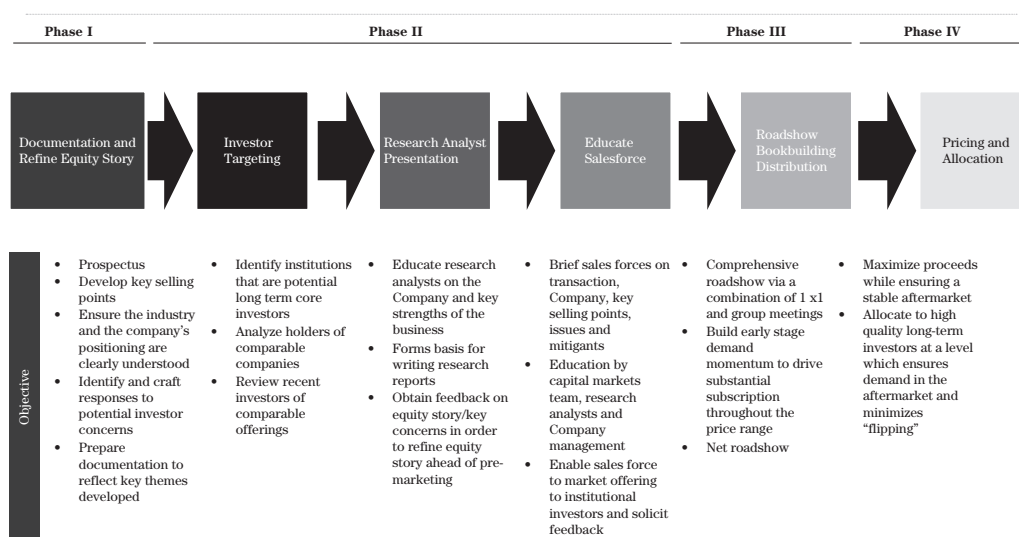 Phase I
Phase II
Phase III
Phase IV
Documentation and
Refine Equity Story
Investor
Targeting
Research Analyst
Presentation
Educate
Salesforce
Roadshow
Bookbuilding
Distribution
Pricing and
Allocation
Objective
• Prospectus
• Develop key selling
points
• Ensure the industry
and the company's
positioning are
clearly understood
• Identify and craft
responses to
potential investor
concerns
• Prepare
documentation to
reflect key themes
developed
• Identify institutions
that are potential
long term core
investors
• Analyze holders of
comparable
companies
• Review recent
investors of
comparable
offerings
• Educate research
analysts on the
Company and key
strengths of the
business
• Forms basis for
writing research
reports
• Obtain feedback on
equity story/key
concerns in order
to refine equity
story ahead of pre-
marketing
• Brief sales forces on
transaction,
Company, key
selling points,
issues and
mitigants
• Education by
capital markets
team, research
analysts and
Company
management
• Enable sales force
to market offering
to institutional
investors and solicit
feedback
• Comprehensive
roadshow via a
combination of 1 x1
and group meetings
• Build early stage
demand
momentum to drive
substantial
subscription
throughout the
price range
• Net roadshow
• Maximize proceeds
while ensuring a
stable aftermarket
• Allocate to high
quality long-term
investors at a level
which ensures
demand in the
aftermarket and
minimizes
“flipping”